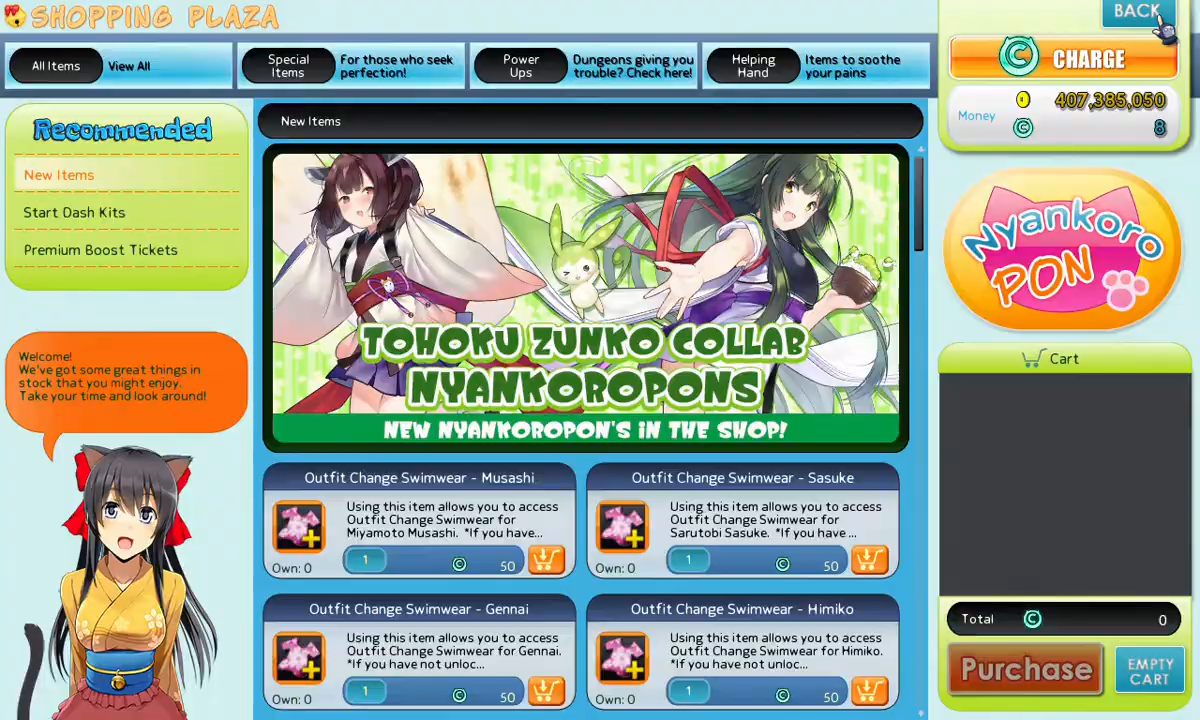 SHOPPING PLAZA
BACK
All Items
View All
Special
Items
For those who seek
perfection!
Power
Ups
Dungeons giving you
trouble? Check here!
Helping
Hand
Items to soothe
your pains
CHARGE
Money
407,385,050
8
Recommended
New Items
Start Dash Kits
Premium Boost Tickets
New Items
TOHOKU ZUNKO COLLAB
NYANKOROPONS
NEW NYANKOROPON'S IN THE SHOP!
Nyankoro
PON
Welcome!
We've got some great things in
stock that you might enjoy.
Take your time and look around!
Outfit Change Swimwear - Musashi
Using this item allows you to access
Outfit Change Swimwear for
Miyamoto Musashi. *If you have...
Own: 0
1
50
Outfit Change Swimwear - Sasuke
Using this item allows you to access
Outfit Change Swimwear for
Sarutobi Sasuke. *If you have ...
Own: 0
1
50
Outfit Change Swimwear - Gennai
Using this item allows you to access
Outfit Change Swimwear for Gennai.
*If you have not unloc...
Own: 0
1
50
Outfit Change Swimwear - Himiko
Using this item allows you to access
Outfit Change Swimwear for Himiko.
*If you have not unloc...
Own: 0
1
50
Cart
Total
0
Purchase
EMPTY
CART